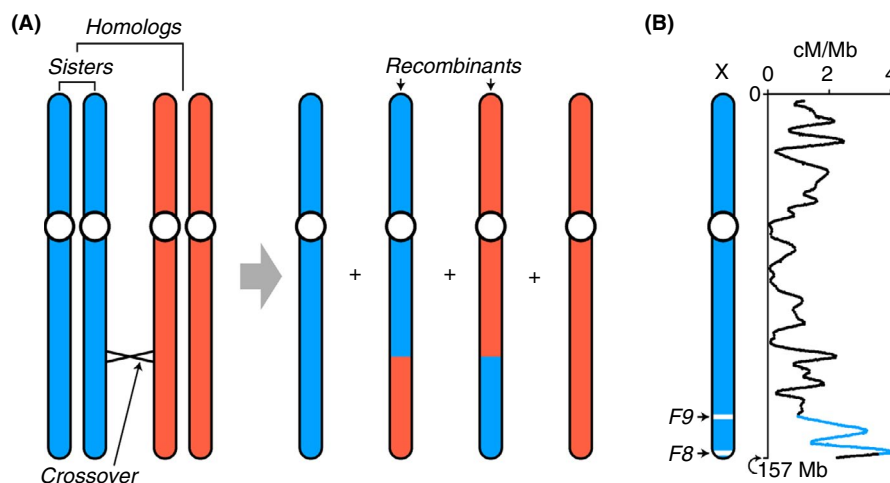 (A)
Homologs
Sisters
Recombinants
+
+
+
Crossover
(B)
cM/Mb
X
0
2
4
0
F9
F8
157 Mb